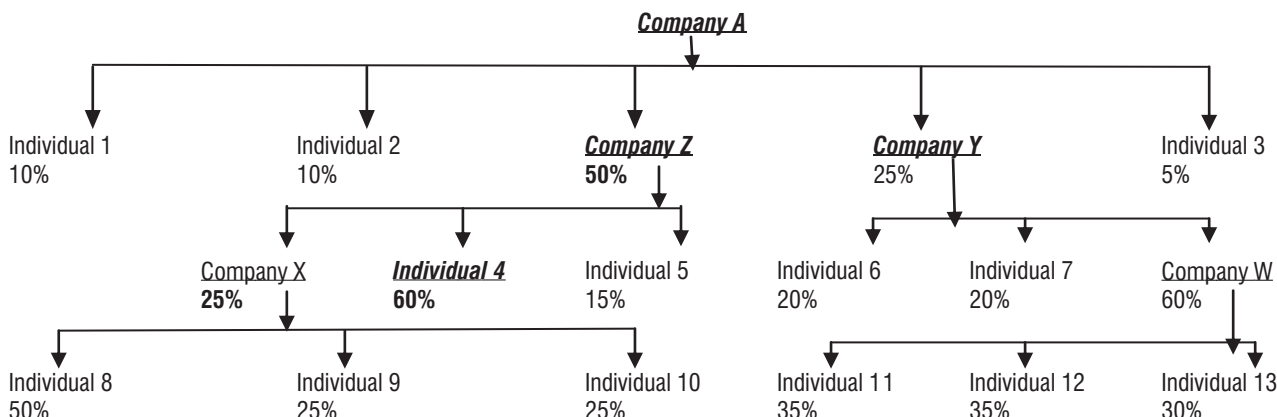 Company A
Individual 1 Individual 2 Company Z Company Y Individual 3
10% 10% 50% 25% 5%
Company X Individual 4 Individual 5 Individual 6 Individual 7 Company W
25% 60% 15% 20% 20% 60%
Individual 8 Individual 9 Individual 10 Individual 11 Individual 12 Individual 13
50% 25% 25% 35% 35% 30%